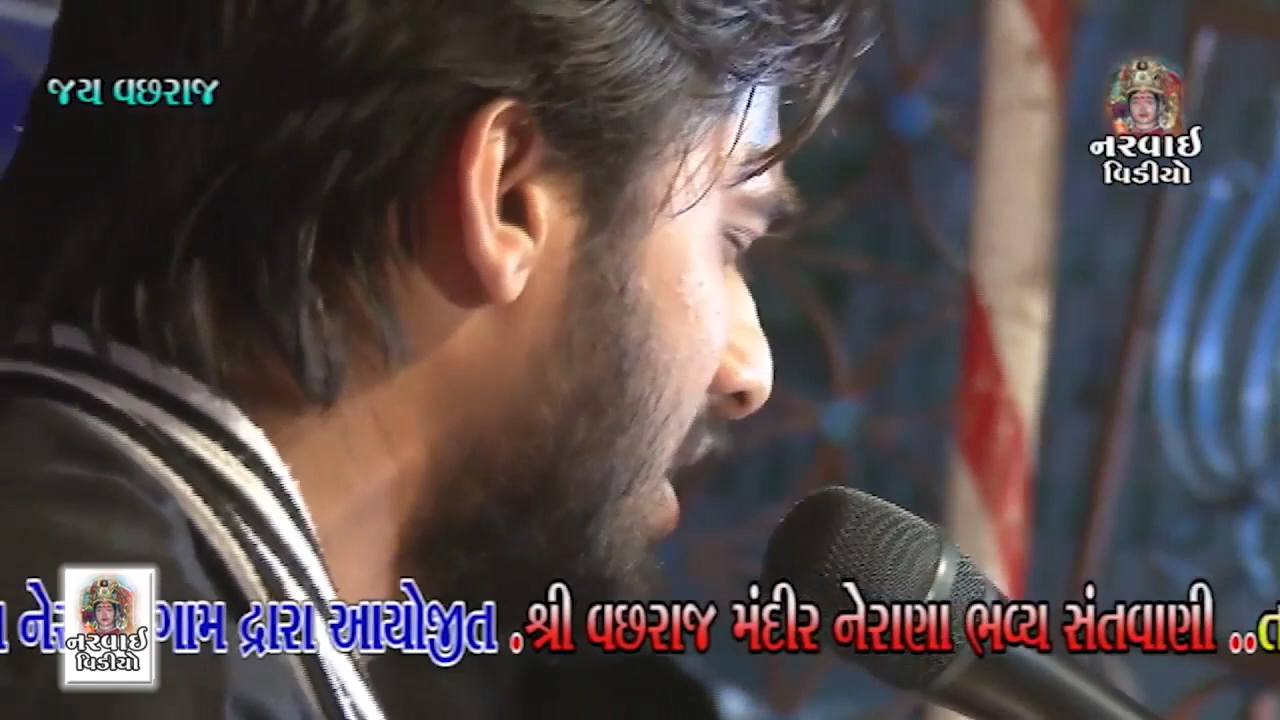 જય વછરાજ
નરવાઇ
વિડીયો
ગામ દ્વારા આયોજીત .શ્રી વછરાજ મંદીર નેરાણા ભવ્ય સંતવાણી ..
નરવાઇ
વિડીયો